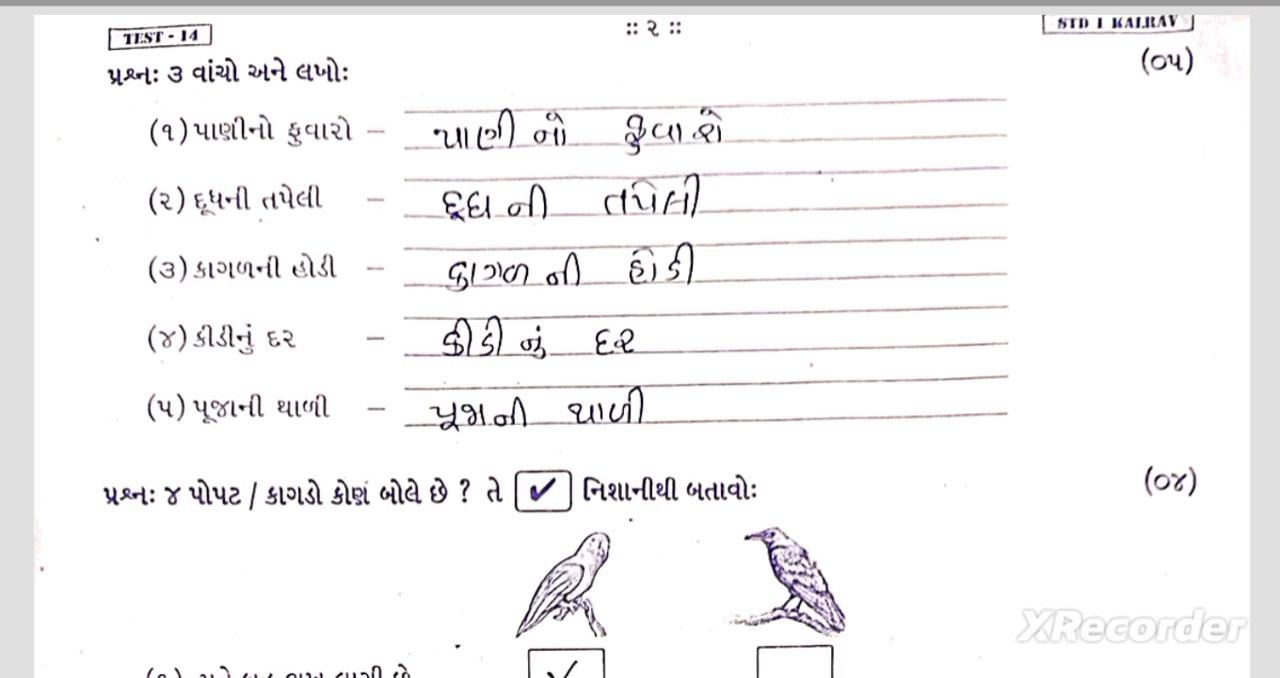 TEST - 14 :: ૨ :: STD 1 KALRAV
પ્રશ્ન: ૩ વાંચો અને લખો: (૦૫)
(૧) પાણીનો ફુવારો – પાણી નો ફુવારો
(૨) દૂધની તપેલી – દૂધ ની તપેલી
(૩) કાગળની હોડી – કાગળ ની હોડી
(૪) કીડીનું દર – કીડી નું દર
(૫) પૂજાની થાળી – પૂજાની થાળી
પ્રશ્ન: ૪ પોપટ / કાગડો કોણ બોલે છે ? તે ✓ નિશાનીથી બતાવો: (૦૪)
XRecorder